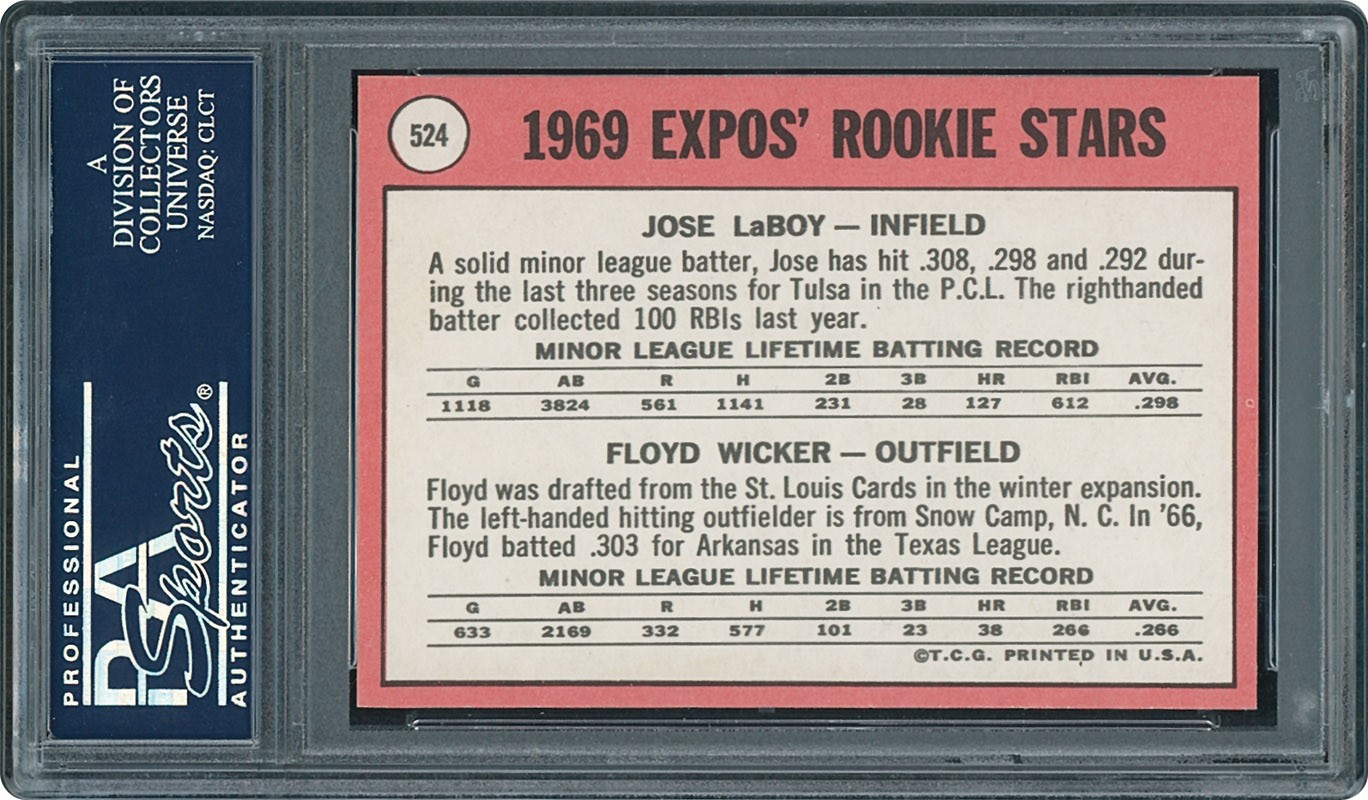 A
DIVISION OF
COLLECTORS
UNIVERSE
NASDAQ: CLCT
PROFESSIONAL
PSA
Sports®
AUTHENTICATOR
524
1969 EXPOS' ROOKIE STARS
JOSE LaBOY — INFIELD
A solid minor league batter, Jose has hit .308, .298 and .292 dur-
ing the last three seasons for Tulsa in the P.C.L. The righthanded
batter collected 100 RBIs last year.
MINOR LEAGUE LIFETIME BATTING RECORD
G AB R H 2B 3B HR RBI AVG.
1118 3824 561 1141 231 28 127 612 .298
FLOYD WICKER — OUTFIELD
Floyd was drafted from the St. Louis Cards in the winter expansion.
The left-handed hitting outfielder is from Snow Camp, N. C. In '66,
Floyd batted .303 for Arkansas in the Texas League.
MINOR LEAGUE LIFETIME BATTING RECORD
G AB R H 2B 3B HR RBI AVG.
633 2169 332 577 101 23 38 266 .266
©T.C.G. PRINTED IN U.S.A.